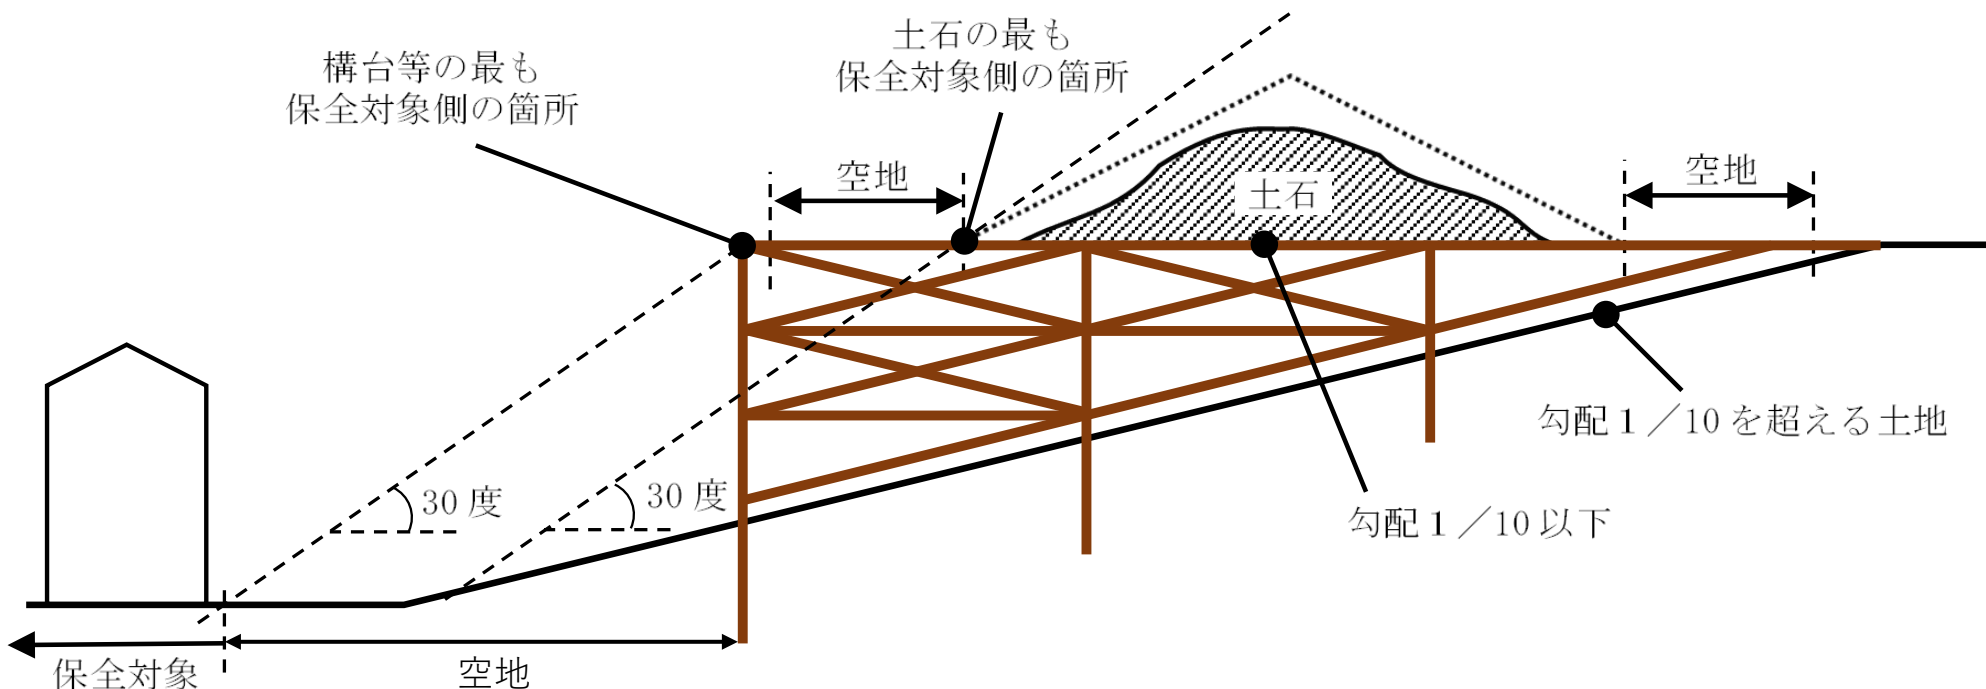 構台等の最も
保全対象側の箇所
土石の最も
保全対象側の箇所
空地
土石
空地
勾配1/10を超える土地
30度
30度
勾配1/10以下
保全対象
空地